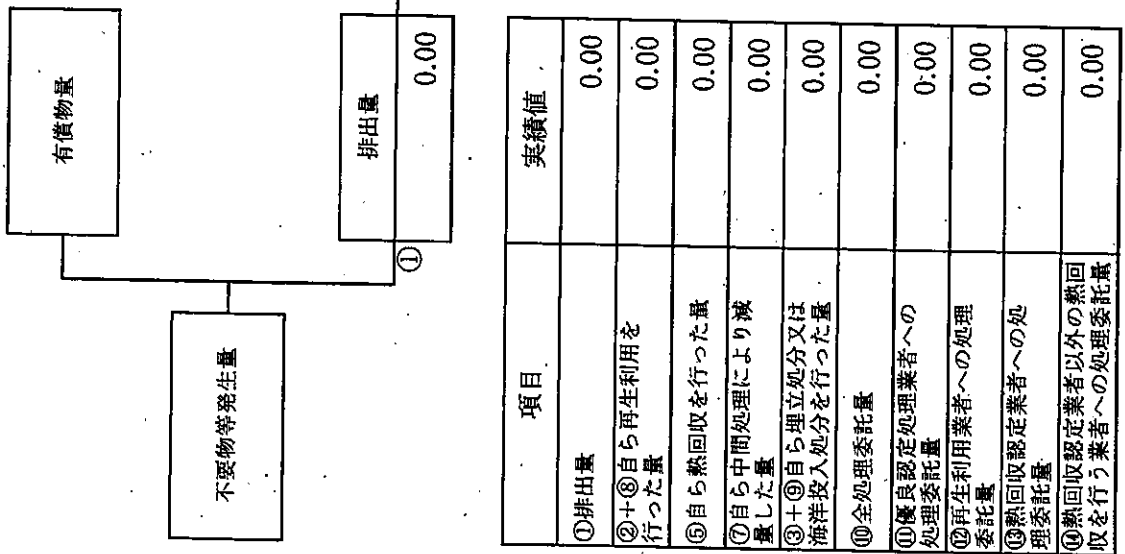 不要物等発生量
有償物量
①
排出量
0.00
項目 実績値
①排出量 0.00
②+⑧自ら再生利用を
行った量 0.00
⑤自ら熱回収を行った量 0.00
⑦自ら中間処理により減
量した量 0.00
③+⑨自ら埋立処分又は
海洋投入処分を行った量 0.00
⑩全処理委託量 0.00
⑪優良認定処理業者への
処理委託量 0.00
⑫再生利用業者への処理
委託量 0.00
⑬熱回収認定業者への処
理委託量 0.00
⑭熱回収認定業者以外の熱回
収を行う業者への処理委託量 0.00